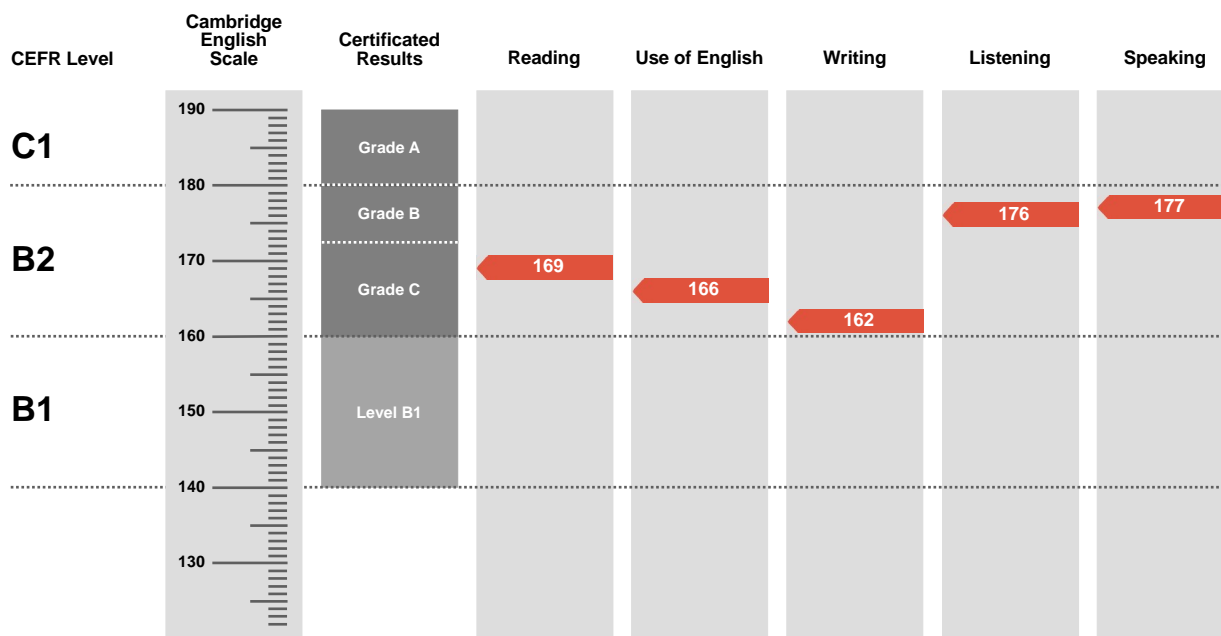 CEFR Level
Cambridge
English
Scale
Certificated
Results
Reading
Use of English
Writing
Listening
Speaking
190
C1
Grade A
180
Grade B
177
176
B2
170
169
Grade C
166
162
160
B1
150
Level B1
140
130